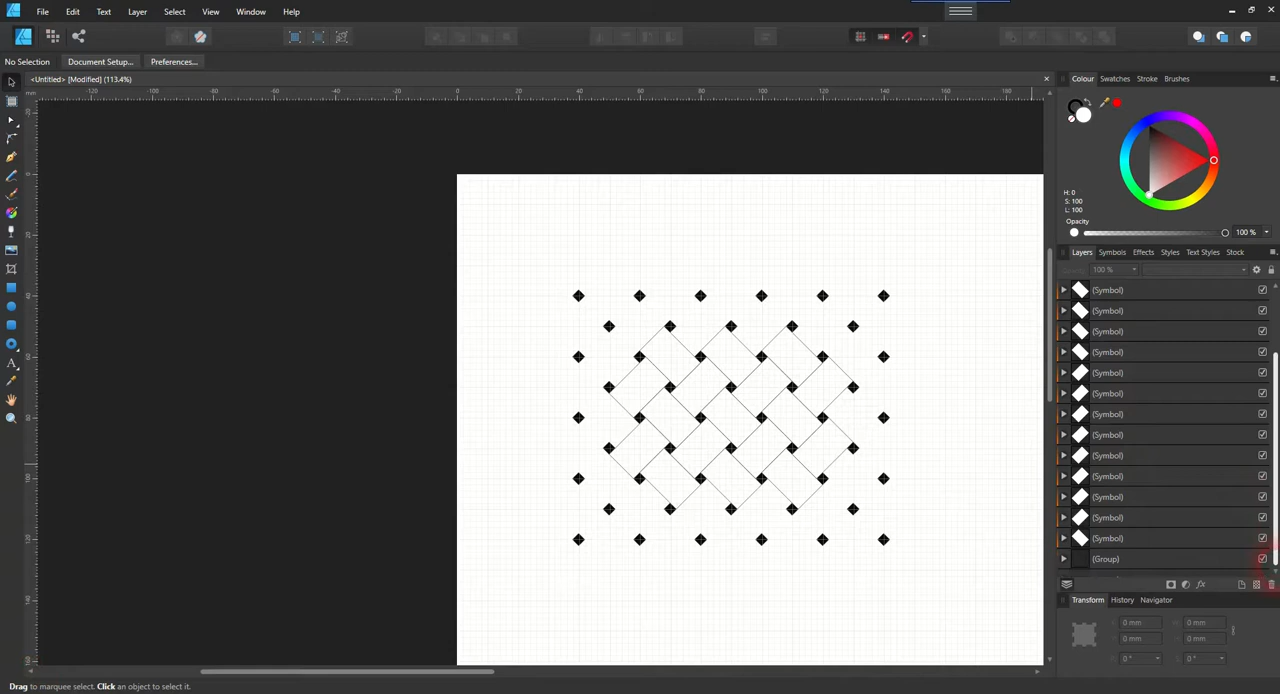 File Edit Text Layer Select View Window Help
No Selection Document Setup... Preferences...
<Untitled> [Modified] (113.4%)
mm -120 -100 -80 -60 -40 -20 0 20 40 60 80 100 120 140 160 180
Colour Swatches Stroke Brushes
H: 0
S: 100
L: 100
Opacity
100 %
Layers Symbols Effects Styles Text Styles Stock
100 %
(Symbol)
(Symbol)
(Symbol)
(Symbol)
(Symbol)
(Symbol)
(Symbol)
(Symbol)
(Symbol)
(Symbol)
(Symbol)
(Symbol)
(Symbol)
(Group)
Transform History Navigator
0 mm 0 mm
0 mm 0 mm
0 ° 0 °
Drag to marquee select. Click an object to select it.